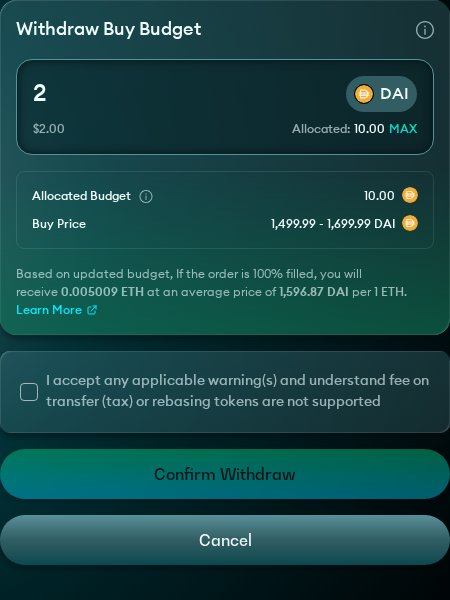 Withdraw Buy Budget
2
DAI
$2.00
Allocated: 10.00 MAX
Allocated Budget
10.00
Buy Price
1,499.99 - 1,699.99 DAI
Based on updated budget, If the order is 100% filled, you will
receive 0.005009 ETH at an average price of 1,596.87 DAI per 1 ETH.
Learn More
I accept any applicable warning(s) and understand fee on
transfer (tax) or rebasing tokens are not supported
Confirm Withdraw
Cancel